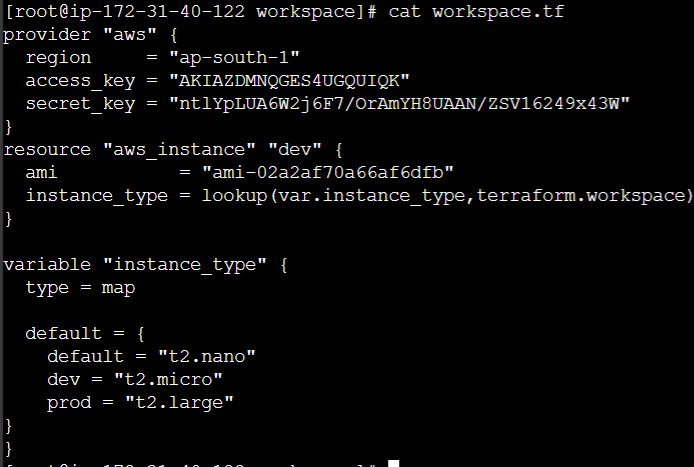 [root@ip-172-31-40-122 workspace]# cat workspace.tf
provider "aws" {
  region     = "ap-south-1"
  access_key = "AKIAZDMNQGES4UGQUIQK"
  secret_key = "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"
}
resource "aws_instance" "dev" {
  ami           = "ami-02a2af70a66af6dfb"
  instance_type = lookup(var.instance_type,terraform.workspace)
}

variable "instance_type" {
  type = map

  default = {
    default = "t2.nano"
    dev = "t2.micro"
    prod = "t2.large"
}
}